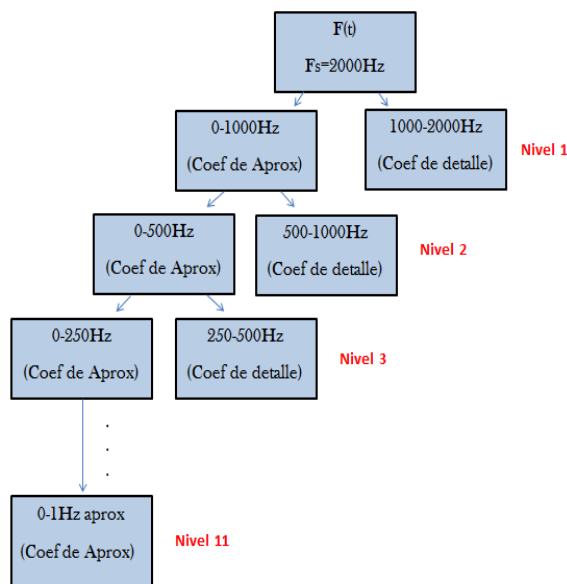 F(t)
Fs=2000Hz
0-1000Hz
(Coef de Aprox)
1000-2000Hz
(Coef de detalle)
Nivel 1
0-500Hz
(Coef de Aprox)
500-1000Hz
(Coef de detalle)
Nivel 2
0-250Hz
(Coef de Aprox)
250-500Hz
(Coef de detalle)
Nivel 3
.
.
.
0-1Hz aprox
(Coef de Aprox)
Nivel 11